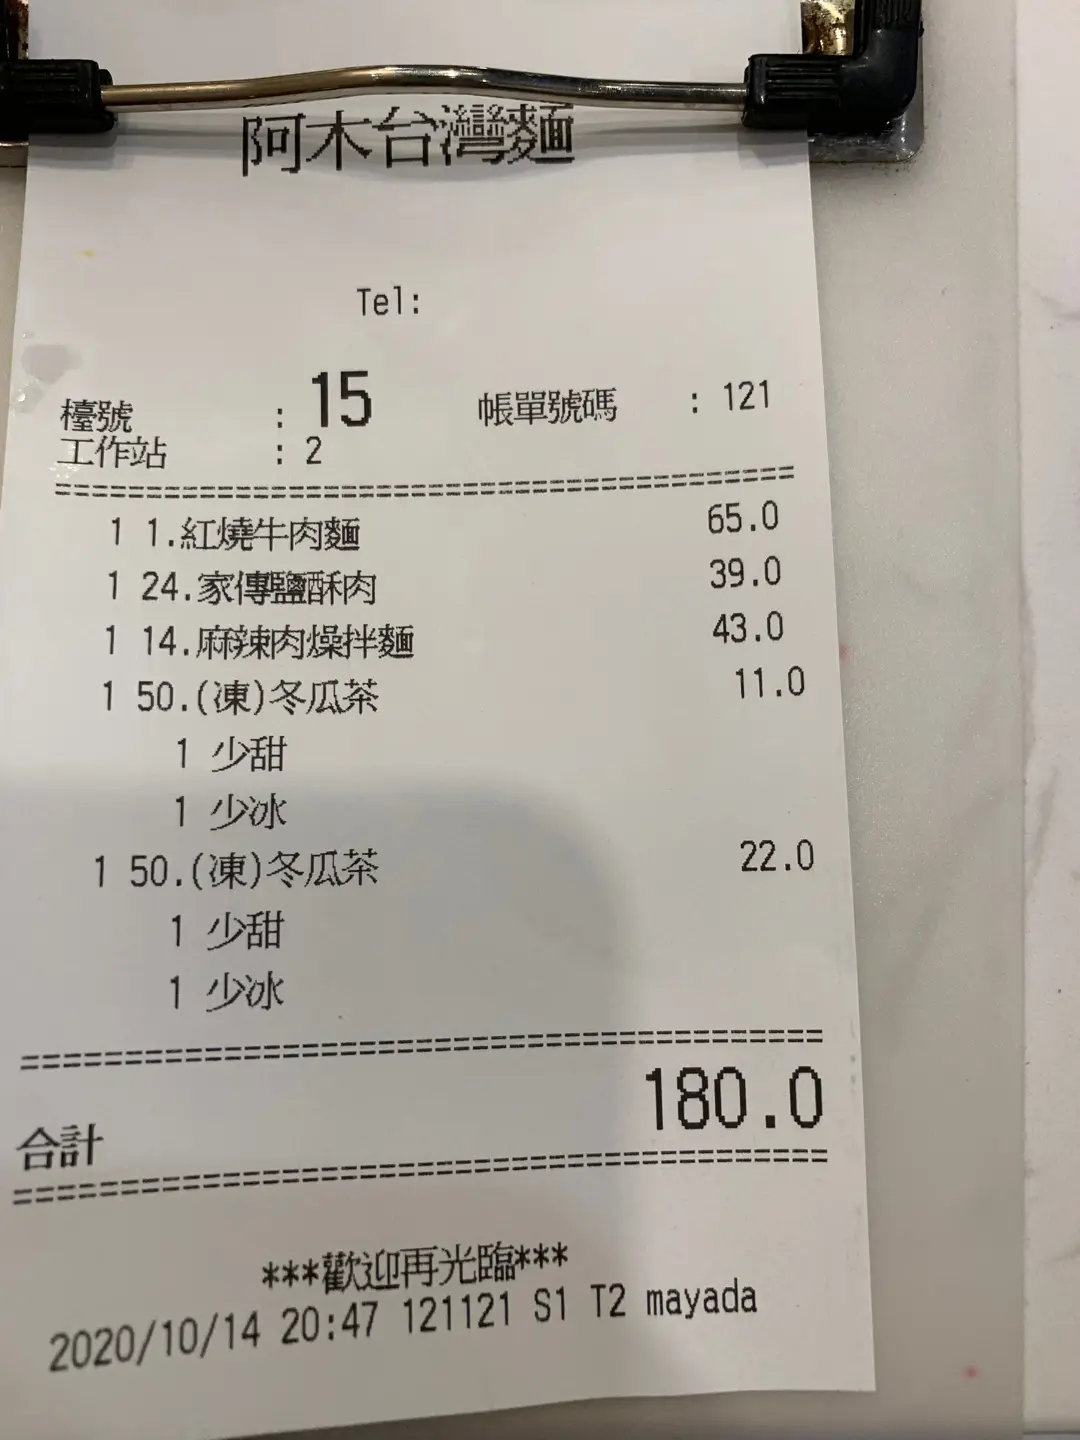 阿木台灣麵
Tel:
檯號 : 15 帳單號碼 : 121
工作站 : 2
=========================================
1 1.紅燒牛肉麵 65.0
1 24.家傳鹽酥肉 39.0
1 14.麻辣肉燥拌麵 43.0
1 50.(凍)冬瓜茶 11.0
1 少甜
1 少冰
1 50.(凍)冬瓜茶 22.0
1 少甜
1 少冰
=========================================
合計 180.0
=========================================
***歡迎再光臨***
2020/10/14 20:47 121121 S1 T2 mayada